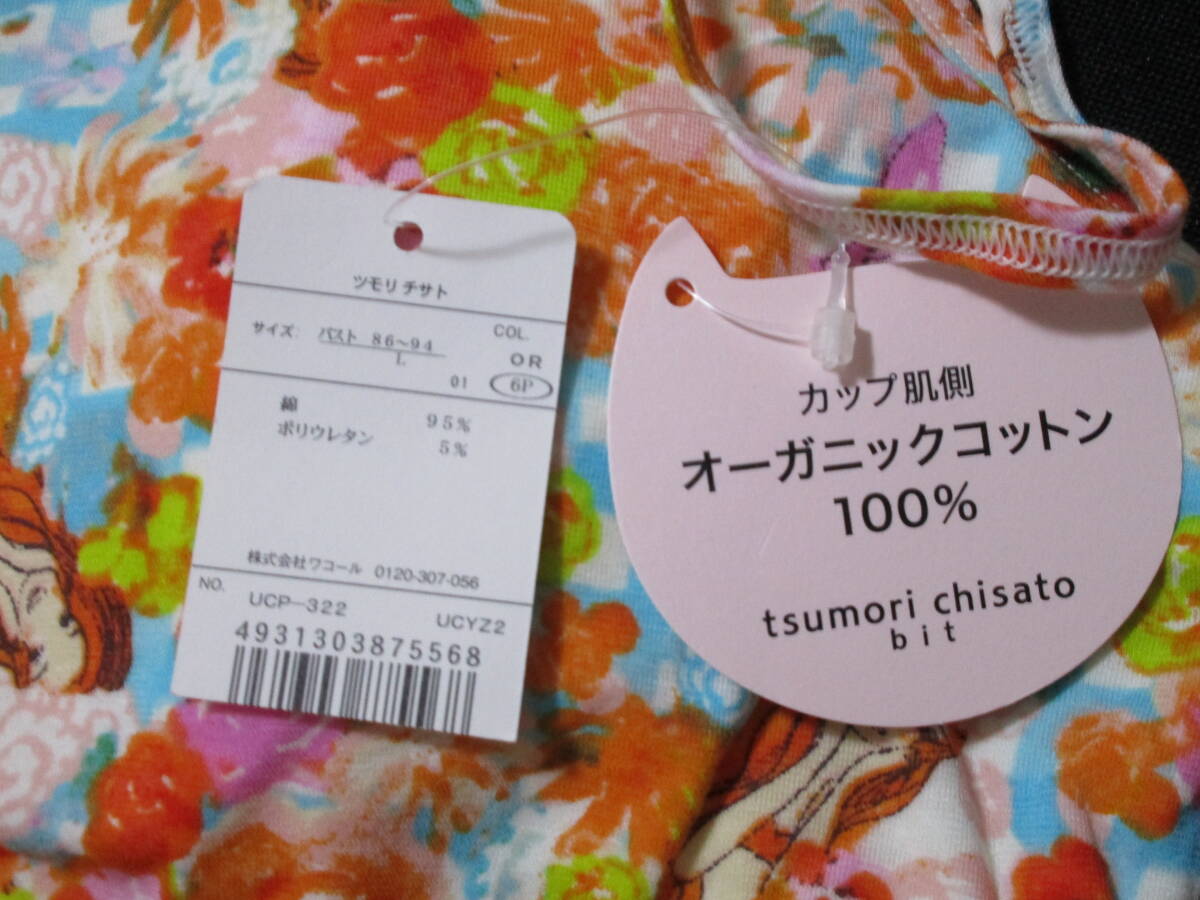 ツモリ チサト
サイズ: バスト 86~94 COL.
L OR
01 6P
綿 95%
ポリウレタン 5%
株式会社ワコール 0120-307-056
NO. UCP-322 UCYZ2
4931303875568
カップ肌側
オーガニックコットン
100%
tsumori chisato
bit